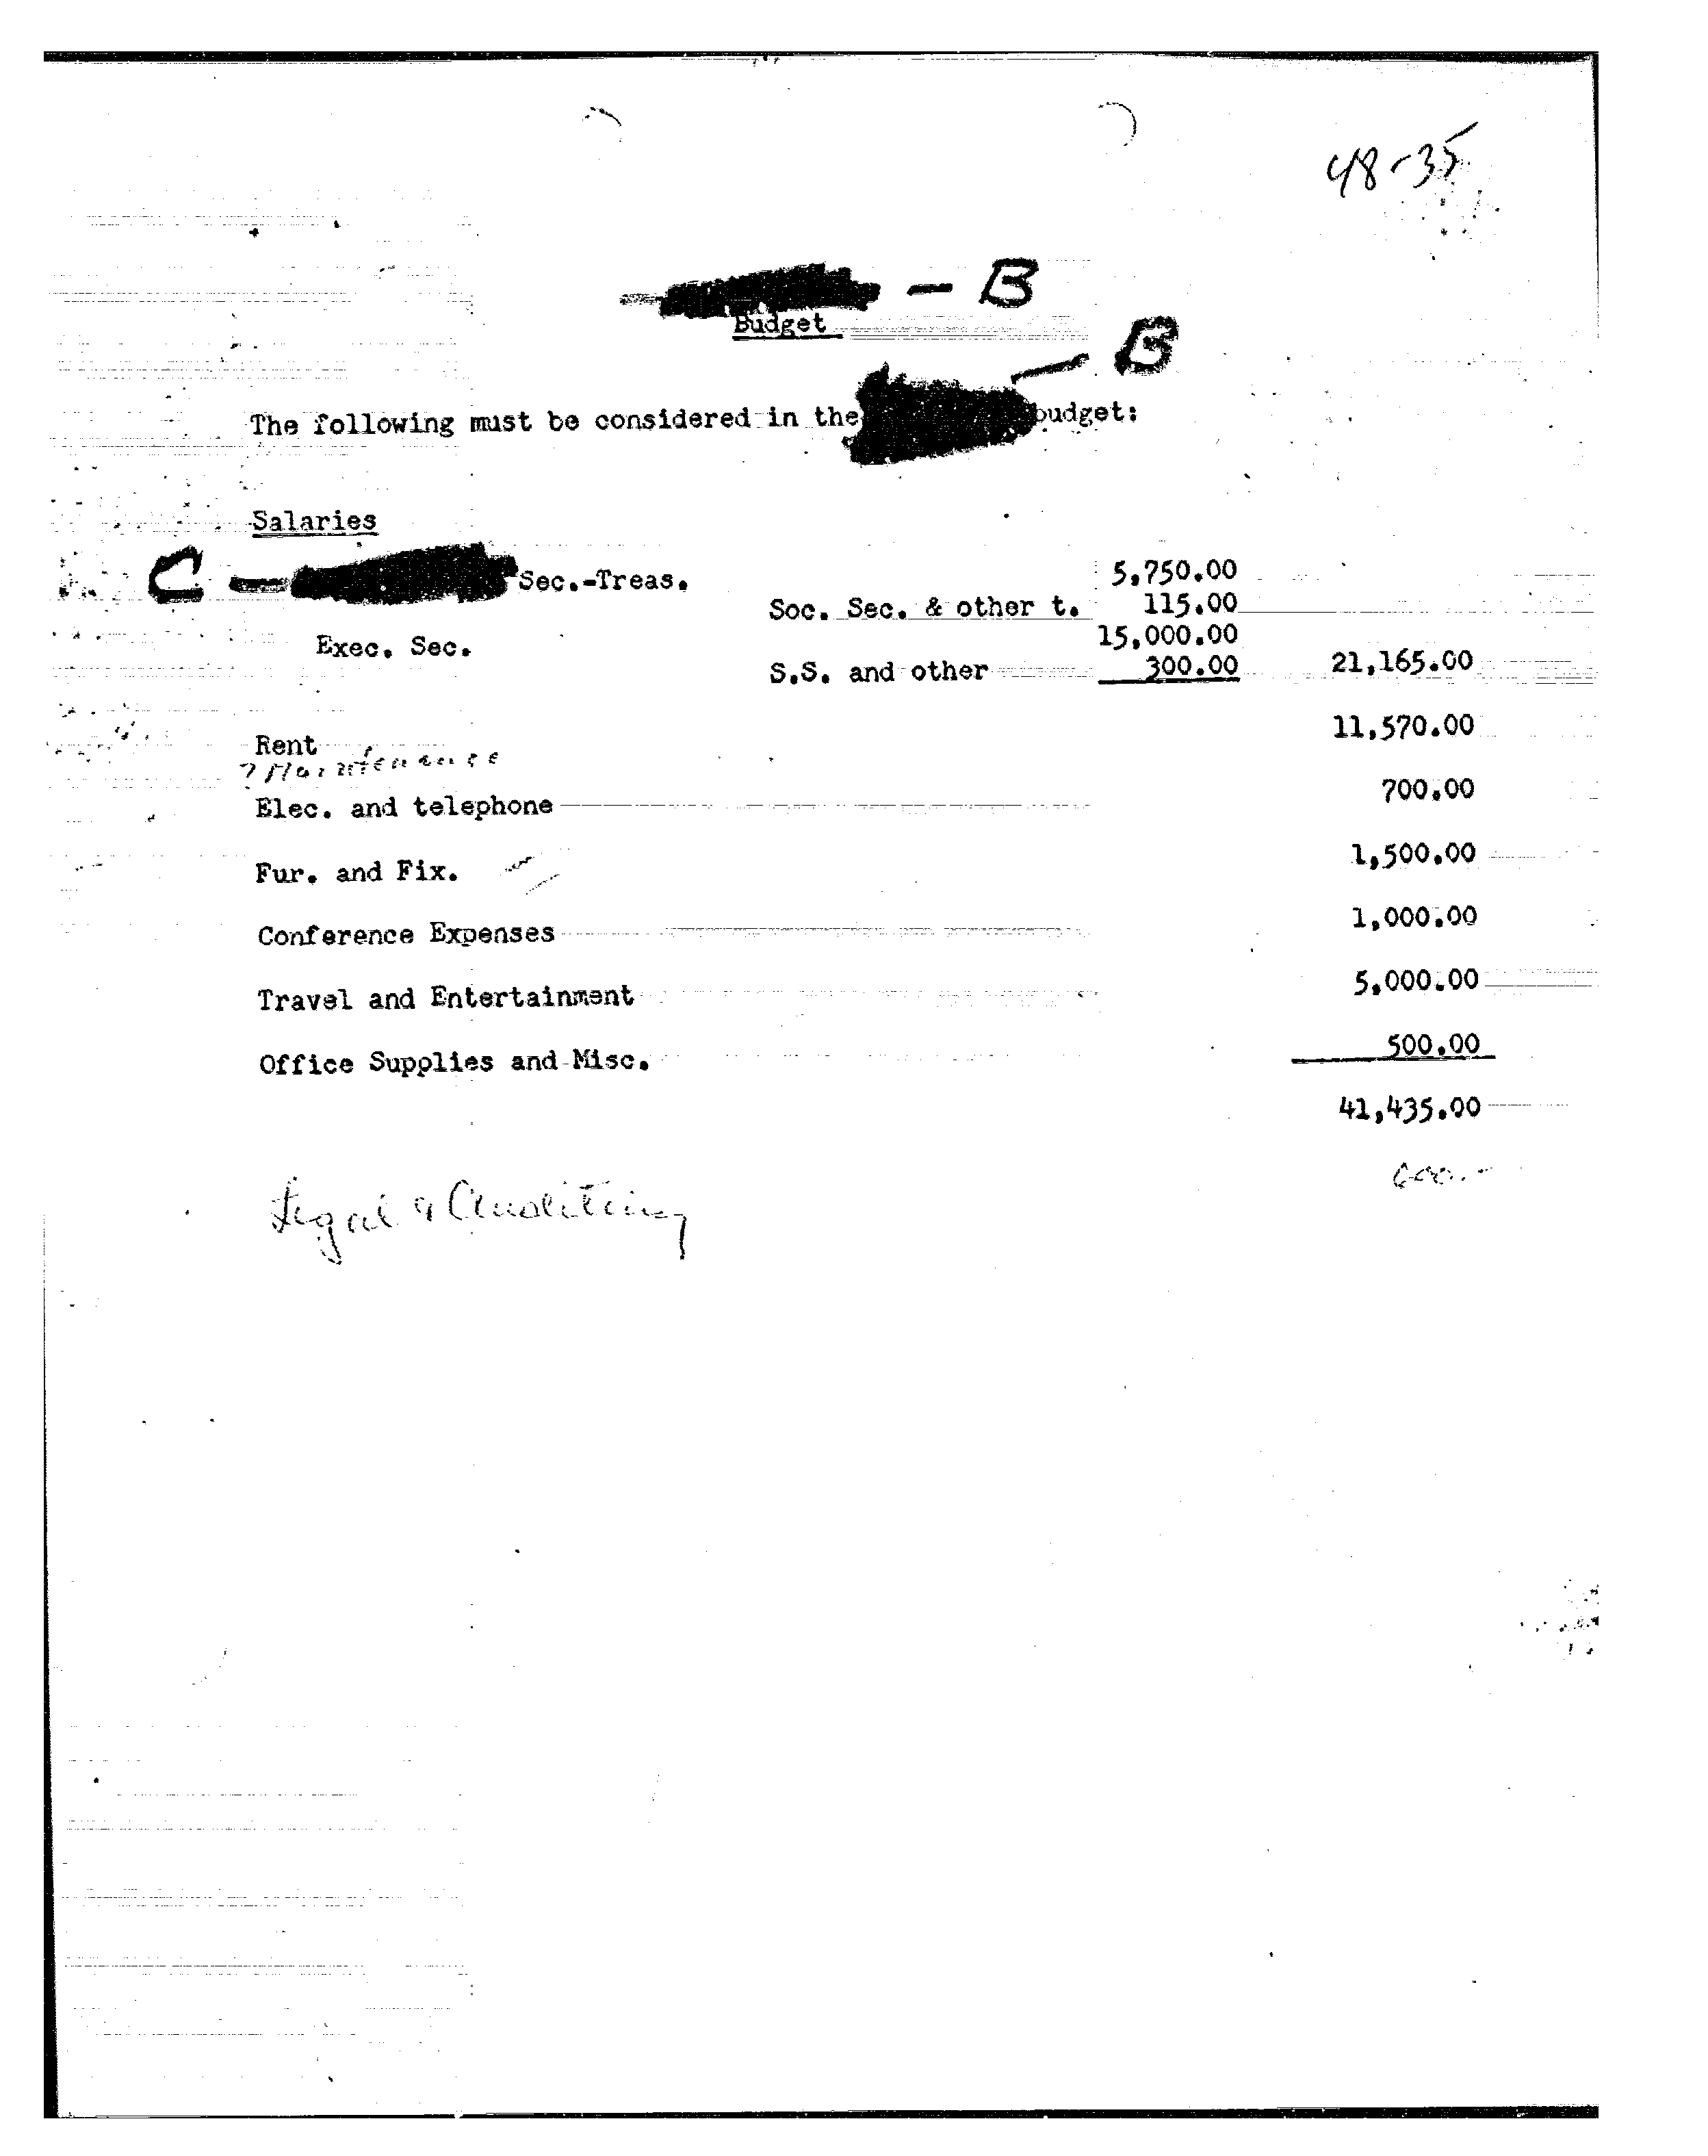 48-35
- B
Budget
- B
The following must be considered in the budget:
Salaries
C - Sec.-Treas. 5,750.00
Soc. Sec. & other t. 115.00
Exec. Sec. 15,000.00
S.S. and other 300.00 21,165.00
Rent 11,570.00
? Maintenance
Elec. and telephone 700.00
Fur. and Fix. 1,500.00
Conference Expenses 1,000.00
Travel and Entertainment 5,000.00
Office Supplies and Misc. 500.00
41,435.00
Legal & Auditing 600.-